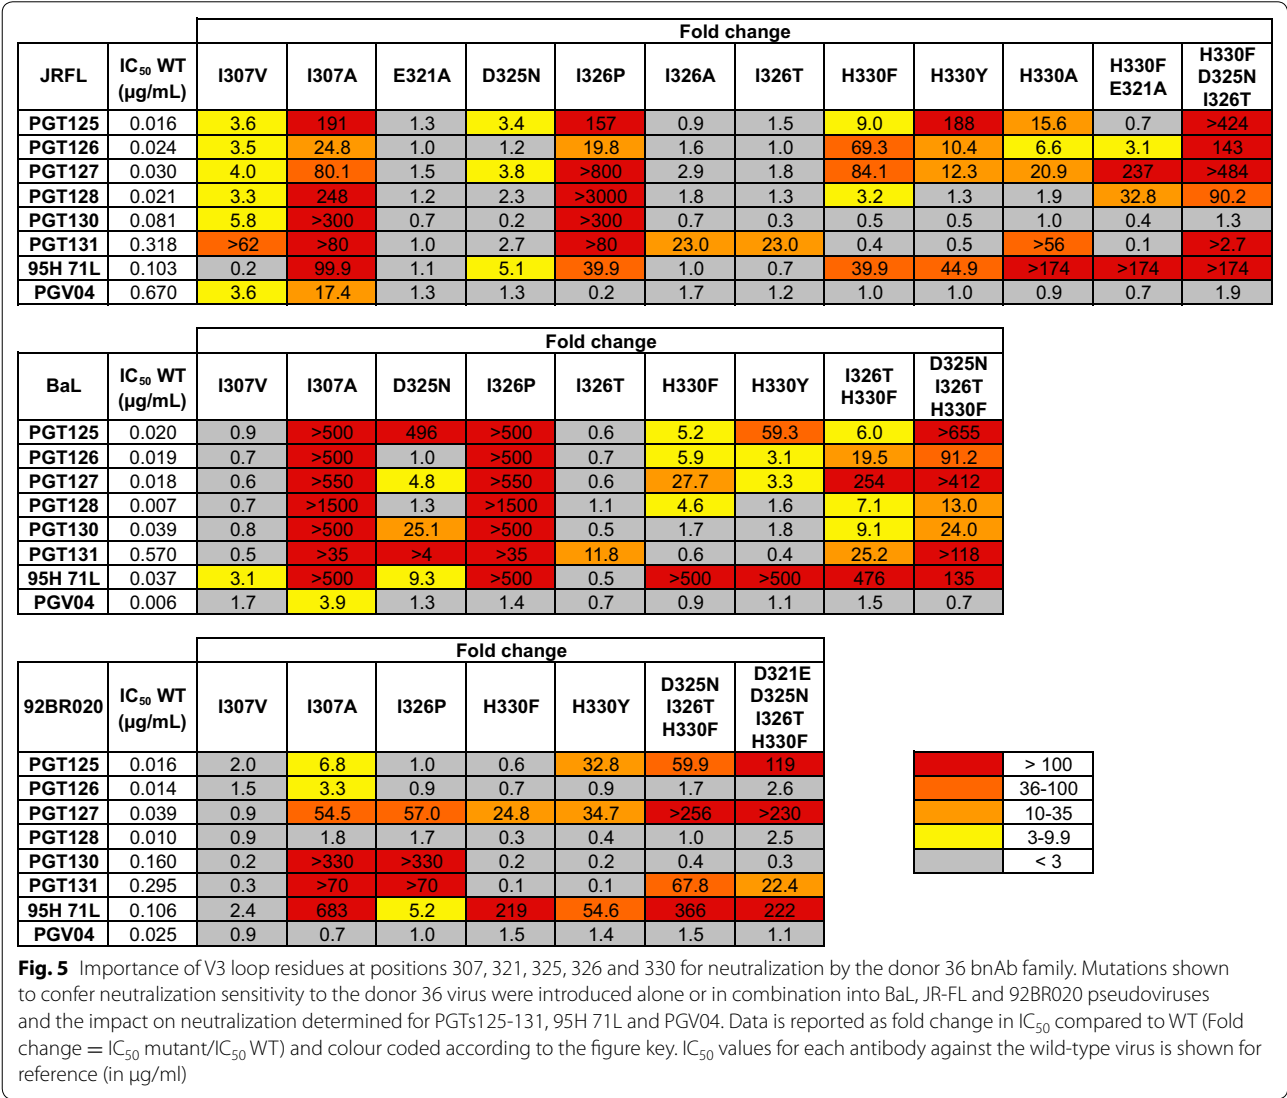 Fold change
JRFL IC50 WT (µg/mL) I307V I307A E321A D325N I326P I326A I326T H330F H330Y H330A H330F E321A H330F D325N I326T
PGT125 0.016 3.6 191 1.3 3.4 157 0.9 1.5 9.0 188 15.6 0.7 >424
PGT126 0.024 3.5 24.8 1.0 1.2 19.8 1.6 1.0 69.3 10.4 6.6 3.1 143
PGT127 0.030 4.0 80.1 1.5 3.8 >800 2.9 1.8 84.1 12.3 20.9 237 >484
PGT128 0.021 3.3 248 1.2 2.3 >3000 1.8 1.3 3.2 1.3 1.9 32.8 90.2
PGT130 0.081 5.8 >300 0.7 0.2 >300 0.7 0.3 0.5 0.5 1.0 0.4 1.3
PGT131 0.318 >62 >80 1.0 2.7 >80 23.0 23.0 0.4 0.5 >56 0.1 >2.7
95H 71L 0.103 0.2 99.9 1.1 5.1 39.9 1.0 0.7 39.9 44.9 >174 >174 >174
PGV04 0.670 3.6 17.4 1.3 1.3 0.2 1.7 1.2 1.0 1.0 0.9 0.7 1.9
Fold change
BaL IC50 WT (µg/mL) I307V I307A D325N I326P I326T H330F H330Y I326T H330F D325N I326T H330F
PGT125 0.020 0.9 >500 496 >500 0.6 5.2 59.3 6.0 >655
PGT126 0.019 0.7 >500 1.0 >500 0.7 5.9 3.1 19.5 91.2
PGT127 0.018 0.6 >550 4.8 >550 0.6 27.7 3.3 254 >412
PGT128 0.007 0.7 >1500 1.3 >1500 1.1 4.6 1.6 7.1 13.0
PGT130 0.039 0.8 >500 25.1 >500 0.5 1.7 1.8 9.1 24.0
PGT131 0.570 0.5 >35 >4 >35 11.8 0.6 0.4 25.2 >118
95H 71L 0.037 3.1 >500 9.3 >500 0.5 >500 >500 476 135
PGV04 0.006 1.7 3.9 1.3 1.4 0.7 0.9 1.1 1.5 0.7
Fold change
92BR020 IC50 WT (µg/mL) I307V I307A I326P H330F H330Y D325N I326T H330F D321E D325N I326T H330F
PGT125 0.016 2.0 6.8 1.0 0.6 32.8 59.9 119
PGT126 0.014 1.5 3.3 0.9 0.7 0.9 1.7 2.6
PGT127 0.039 0.9 54.5 57.0 24.8 34.7 >256 >230
PGT128 0.010 0.9 1.8 1.7 0.3 0.4 1.0 2.5
PGT130 0.160 0.2 >330 >330 0.2 0.2 0.4 0.3
PGT131 0.295 0.3 >70 >70 0.1 0.1 67.8 22.4
95H 71L 0.106 2.4 683 5.2 219 54.6 366 222
PGV04 0.025 0.9 0.7 1.0 1.5 1.4 1.5 1.1
> 100
36-100
10-35
3-9.9
< 3
Fig. 5 Importance of V3 loop residues at positions 307, 321, 325, 326 and 330 for neutralization by the donor 36 bnAb family. Mutations shown
to confer neutralization sensitivity to the donor 36 virus were introduced alone or in combination into BaL, JR-FL and 92BR020 pseudoviruses
and the impact on neutralization determined for PGTs125-131, 95H 71L and PGV04. Data is reported as fold change in IC50 compared to WT (Fold
change = IC50 mutant/IC50 WT) and colour coded according to the figure key. IC50 values for each antibody against the wild-type virus is shown for
reference (in µg/ml)